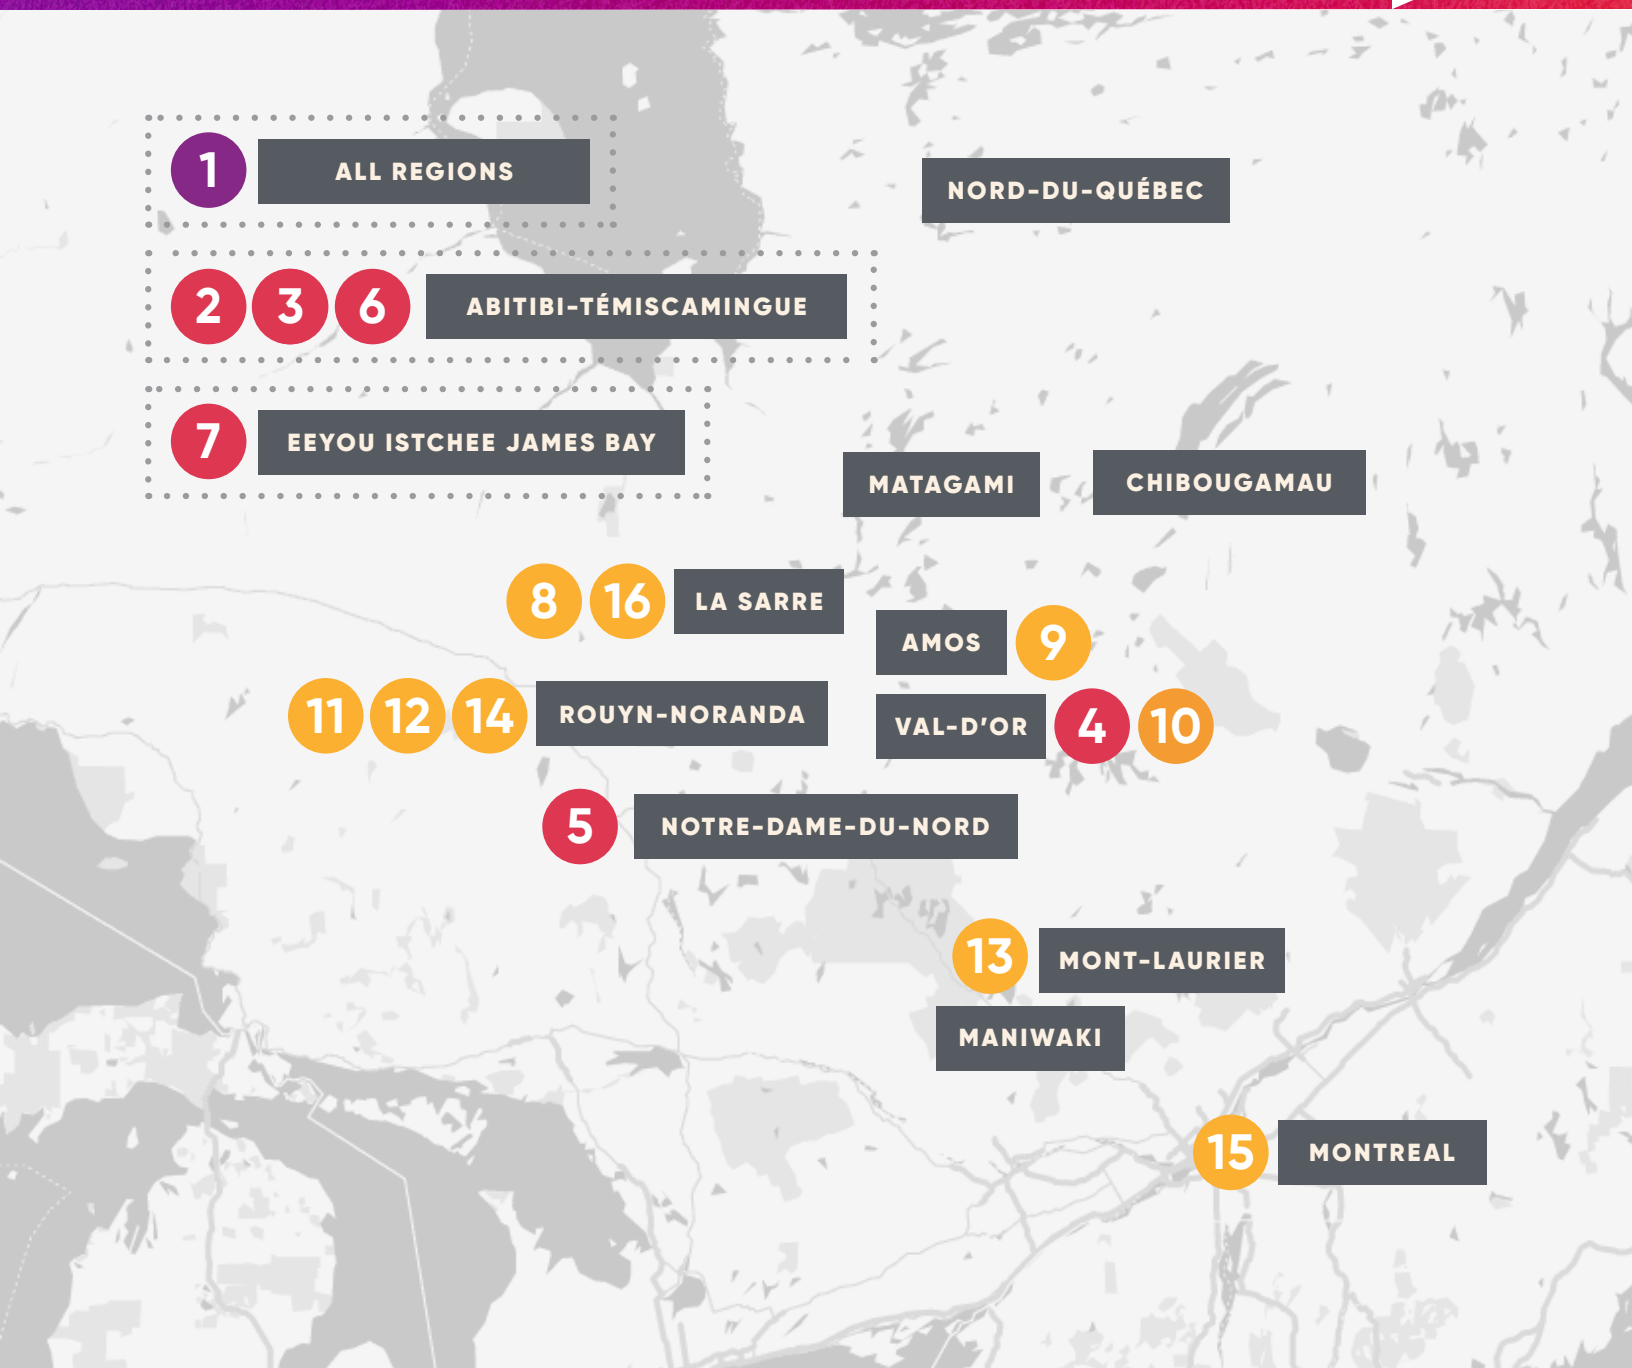 1 ALL REGIONS
NORD-DU-QUÉBEC
2 3 6 ABITIBI-TÉMISCAMINGUE
7 EEYOU ISTCHEE JAMES BAY
MATAGAMI
CHIBOUGAMAU
8 16 LA SARRE
AMOS 9
11 12 14 ROUYN-NORANDA
VAL-D’OR 4 10
5 NOTRE-DAME-DU-NORD
13 MONT-LAURIER
MANIWAKI
15 MONTREAL